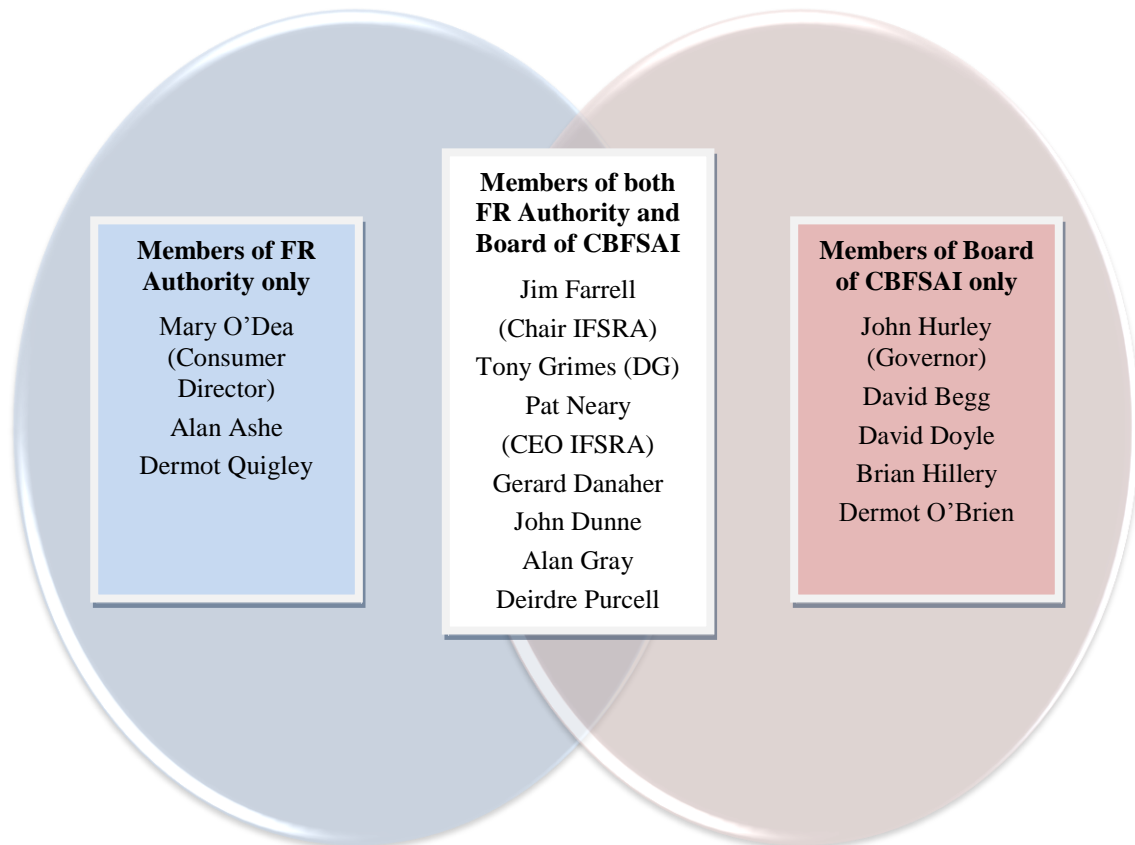 Members of FR
Authority only
Mary O’Dea
(Consumer
Director)
Alan Ashe
Dermot Quigley
Members of both
FR Authority and
Board of CBFSAI
Jim Farrell
(Chair IFSRA)
Tony Grimes (DG)
Pat Neary
(CEO IFSRA)
Gerard Danaher
John Dunne
Alan Gray
Deirdre Purcell
Members of Board
of CBFSAI only
John Hurley
(Governor)
David Begg
David Doyle
Brian Hillery
Dermot O’Brien